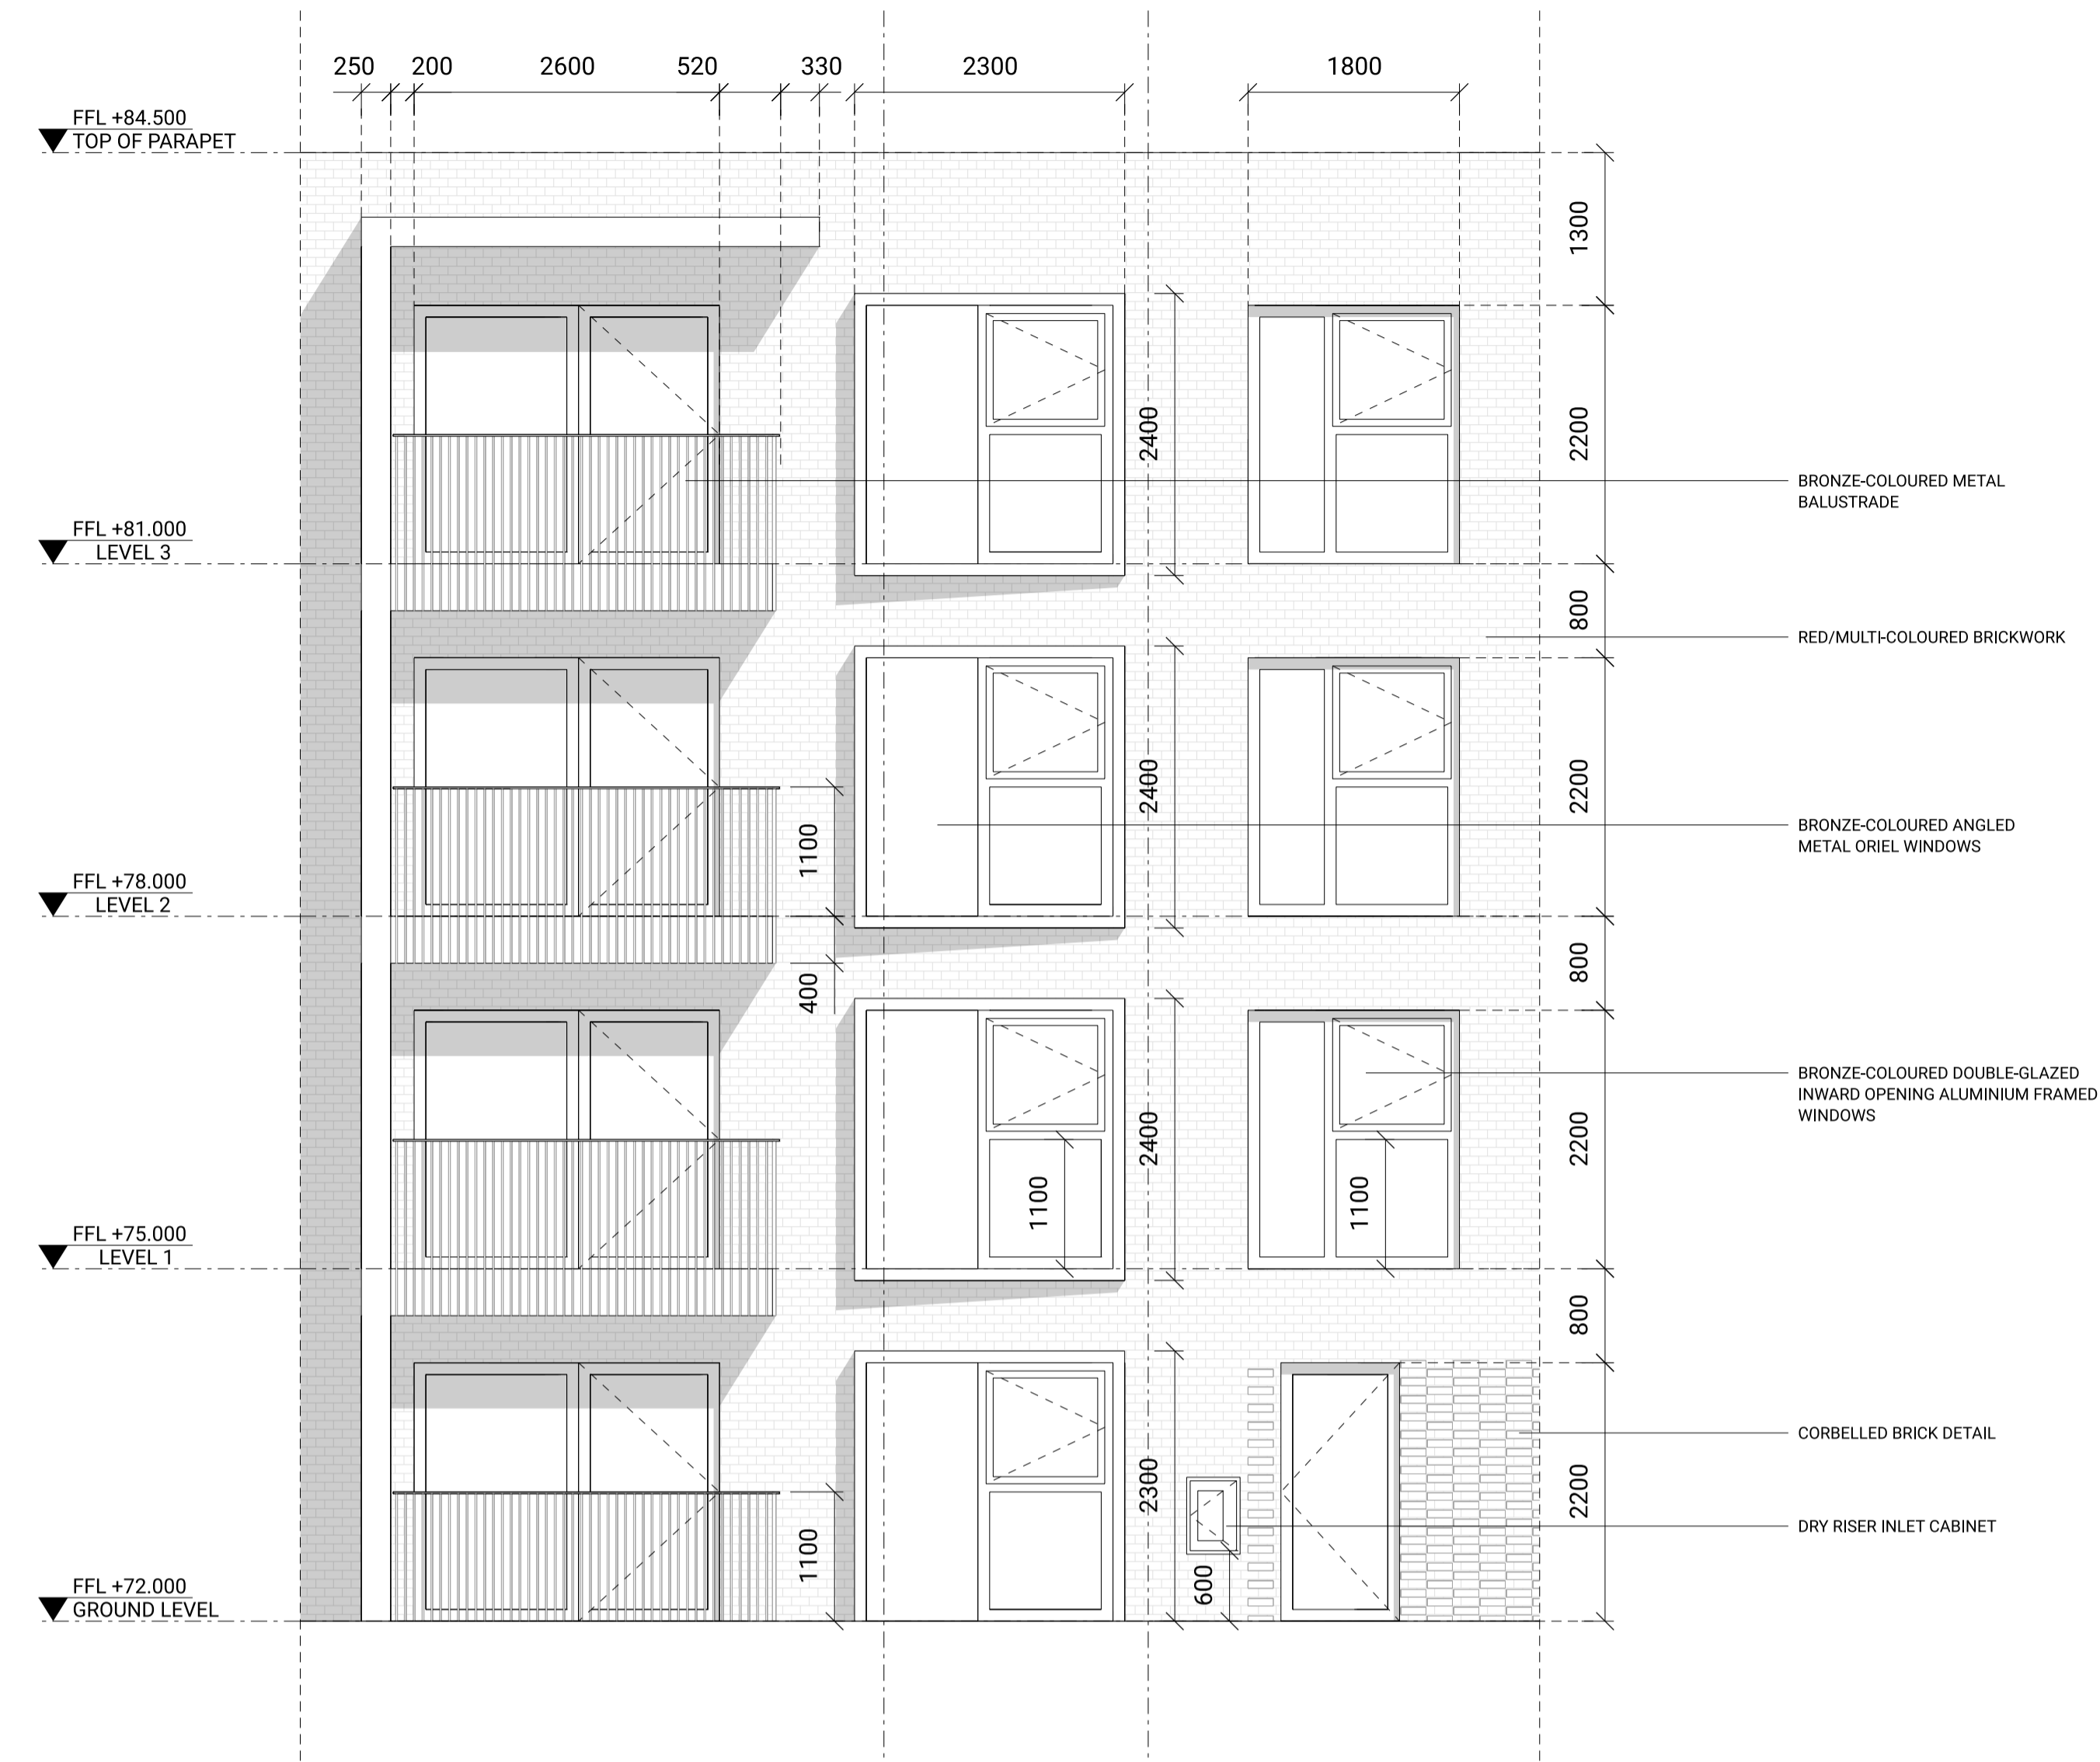 250
200
2600
520
330
2300
1800
FFL +84.500
TOP OF PARAPET
1300
2400
2200
BRONZE-COLOURED METAL
BALUSTRADE
FFL +81.000
LEVEL 3
800
RED/MULTI-COLOURED BRICKWORK
2400
2200
1100
BRONZE-COLOURED ANGLED
METAL ORIEL WINDOWS
FFL +78.000
LEVEL 2
400
800
BRONZE-COLOURED DOUBLE-GLAZED
INWARD OPENING ALUMINIUM FRAMED
WINDOWS
2400
2200
1100
1100
FFL +75.000
LEVEL 1
800
CORBELLED BRICK DETAIL
2300
2200
DRY RISER INLET CABINET
1100
600
FFL +72.000
GROUND LEVEL